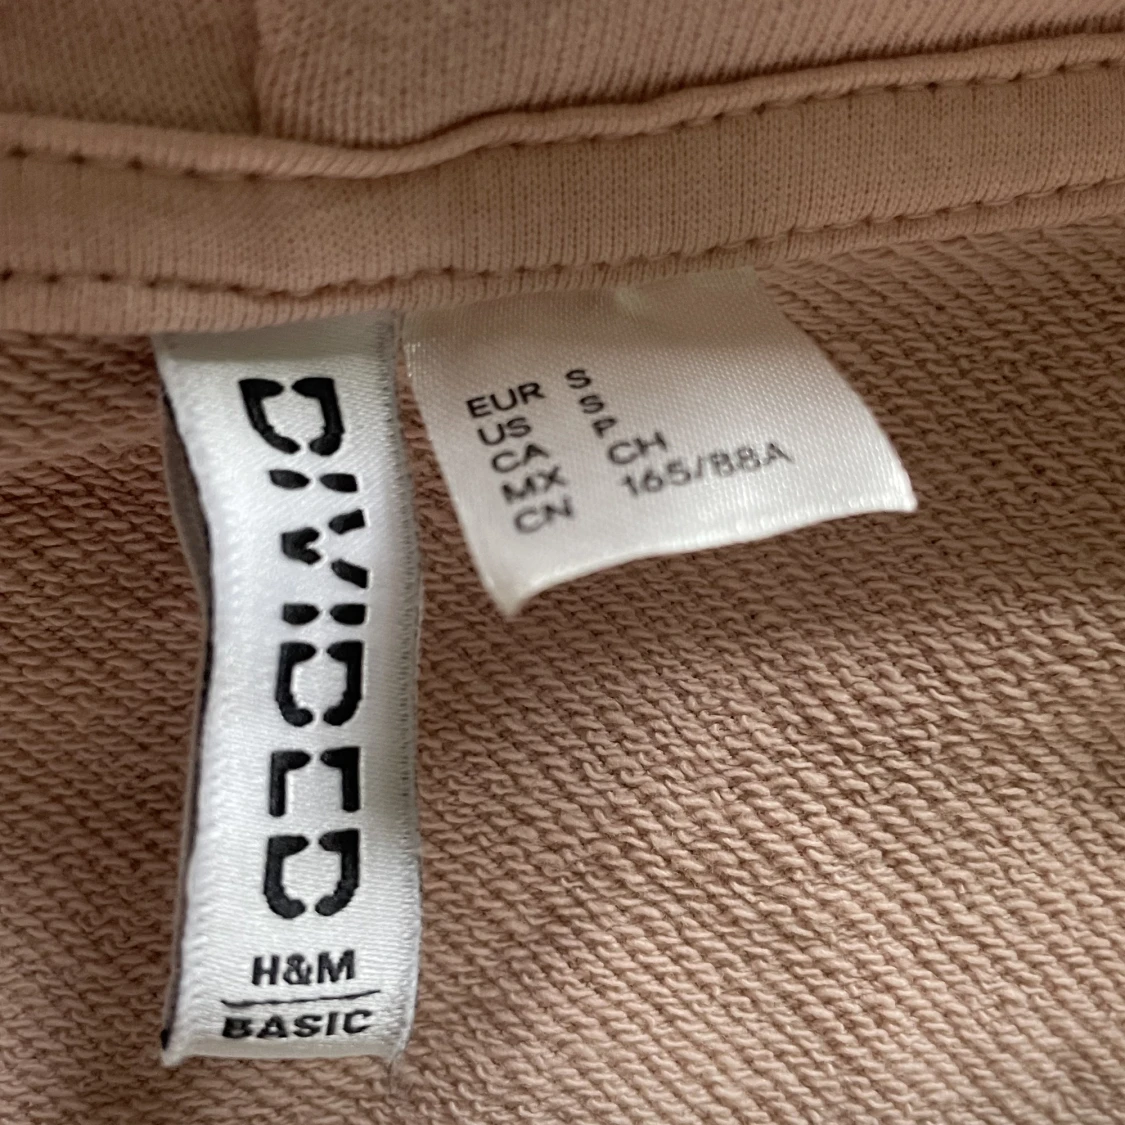 DIVIDED
H&M
BASIC
EUR S
US S
CA P
MX CH
CN 165/88A